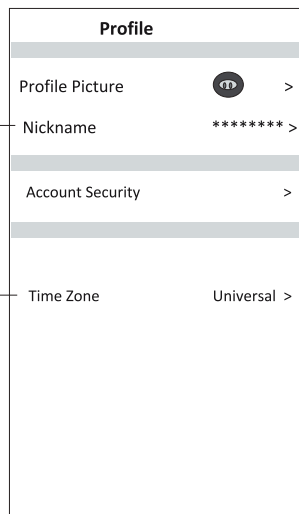 Profile
Profile Picture >
Nickname ******** >
Account Security >
Time Zone Universal >